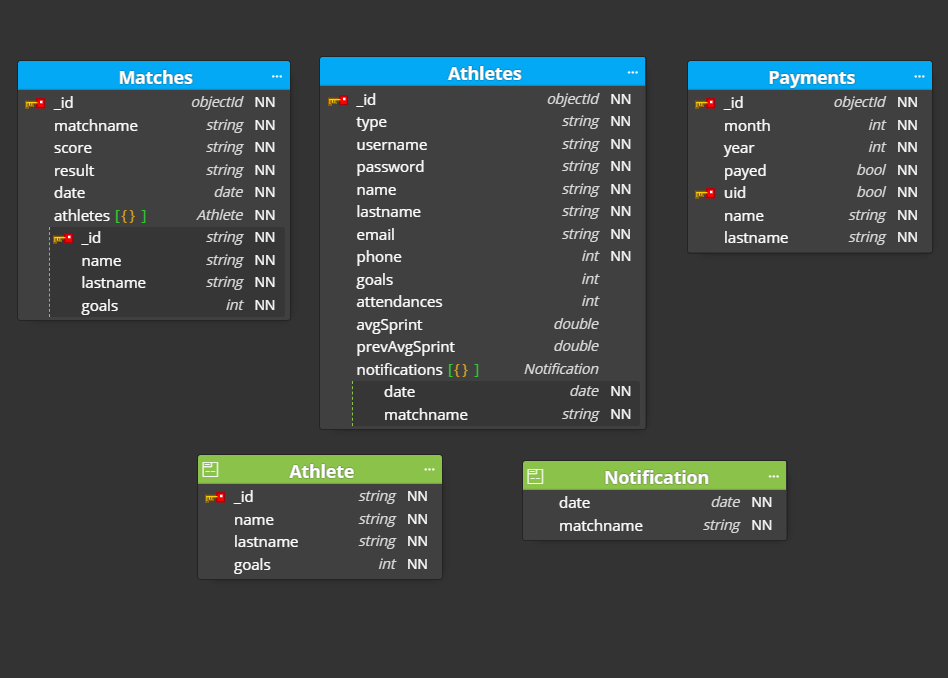 Matches ...
_id objectId NN
matchname string NN
score string NN
result string NN
date date NN
athletes [{} ] Athlete NN
_id string NN
name string NN
lastname string NN
goals int NN
Athletes ...
_id objectId NN
type string NN
username string NN
password string NN
name string NN
lastname string NN
email string NN
phone int NN
goals int
attendances int
avgSprint double
prevAvgSprint double
notifications [{} ] Notification
date date NN
matchname string NN
Payments ...
_id objectId NN
month int NN
year int NN
payed bool NN
uid bool NN
name string NN
lastname string NN
Athlete ...
_id string NN
name string NN
lastname string NN
goals int NN
Notification ...
date date NN
matchname string NN